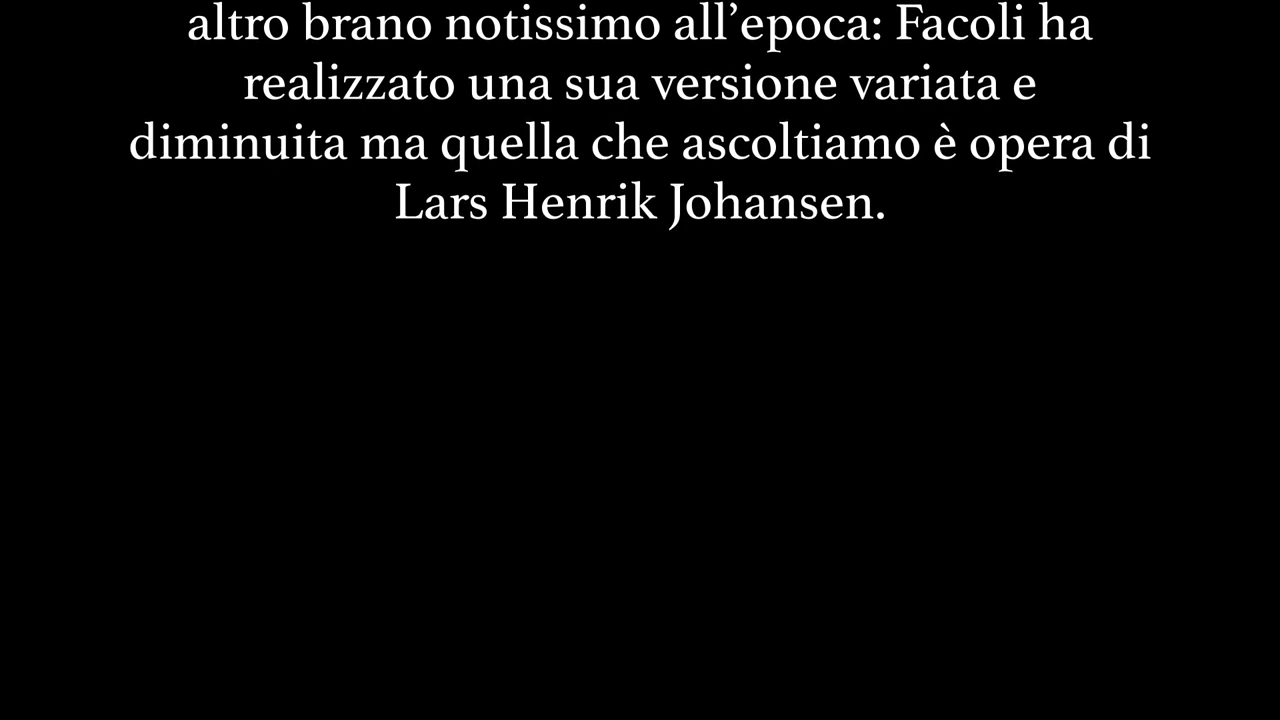 altro brano notissimo all’epoca: Facoli ha
realizzato una sua versione variata e
diminuita ma quella che ascoltiamo è opera di
Lars Henrik Johansen.